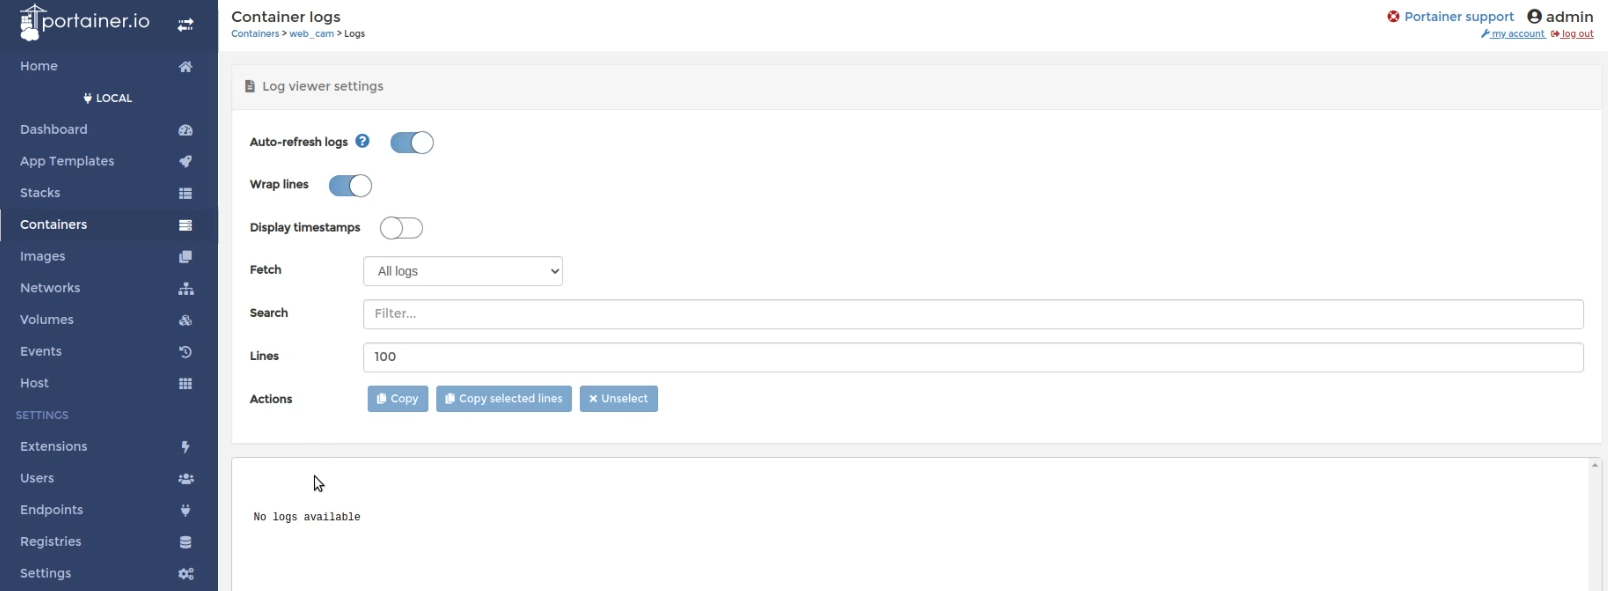 portainer.io
Home
LOCAL
Dashboard
App Templates
Stacks
Containers
Images
Networks
Volumes
Events
Host
SETTINGS
Extensions
Users
Endpoints
Registries
Settings
Container logs
Containers > web_cam > Logs
Portainer support admin
my account log out
Log viewer settings
Auto-refresh logs ?
Wrap lines
Display timestamps
Fetch All logs
Search Filter...
Lines 100
Actions Copy Copy selected lines Unselect
No logs available